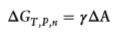 ΔG_{T,P,n} = γΔA